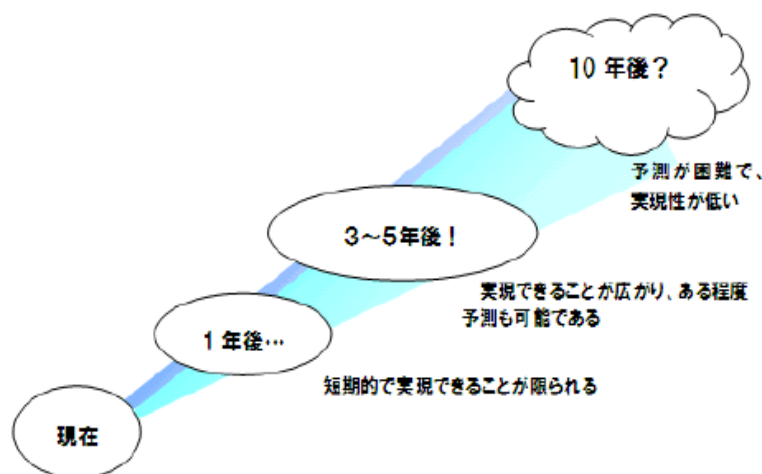 10年後？
予測が困難で、
実現性が低い
３～５年後！
実現できることが広がり、ある程度
予測も可能である
１年後…
短期的で実現できることが限られる
現在